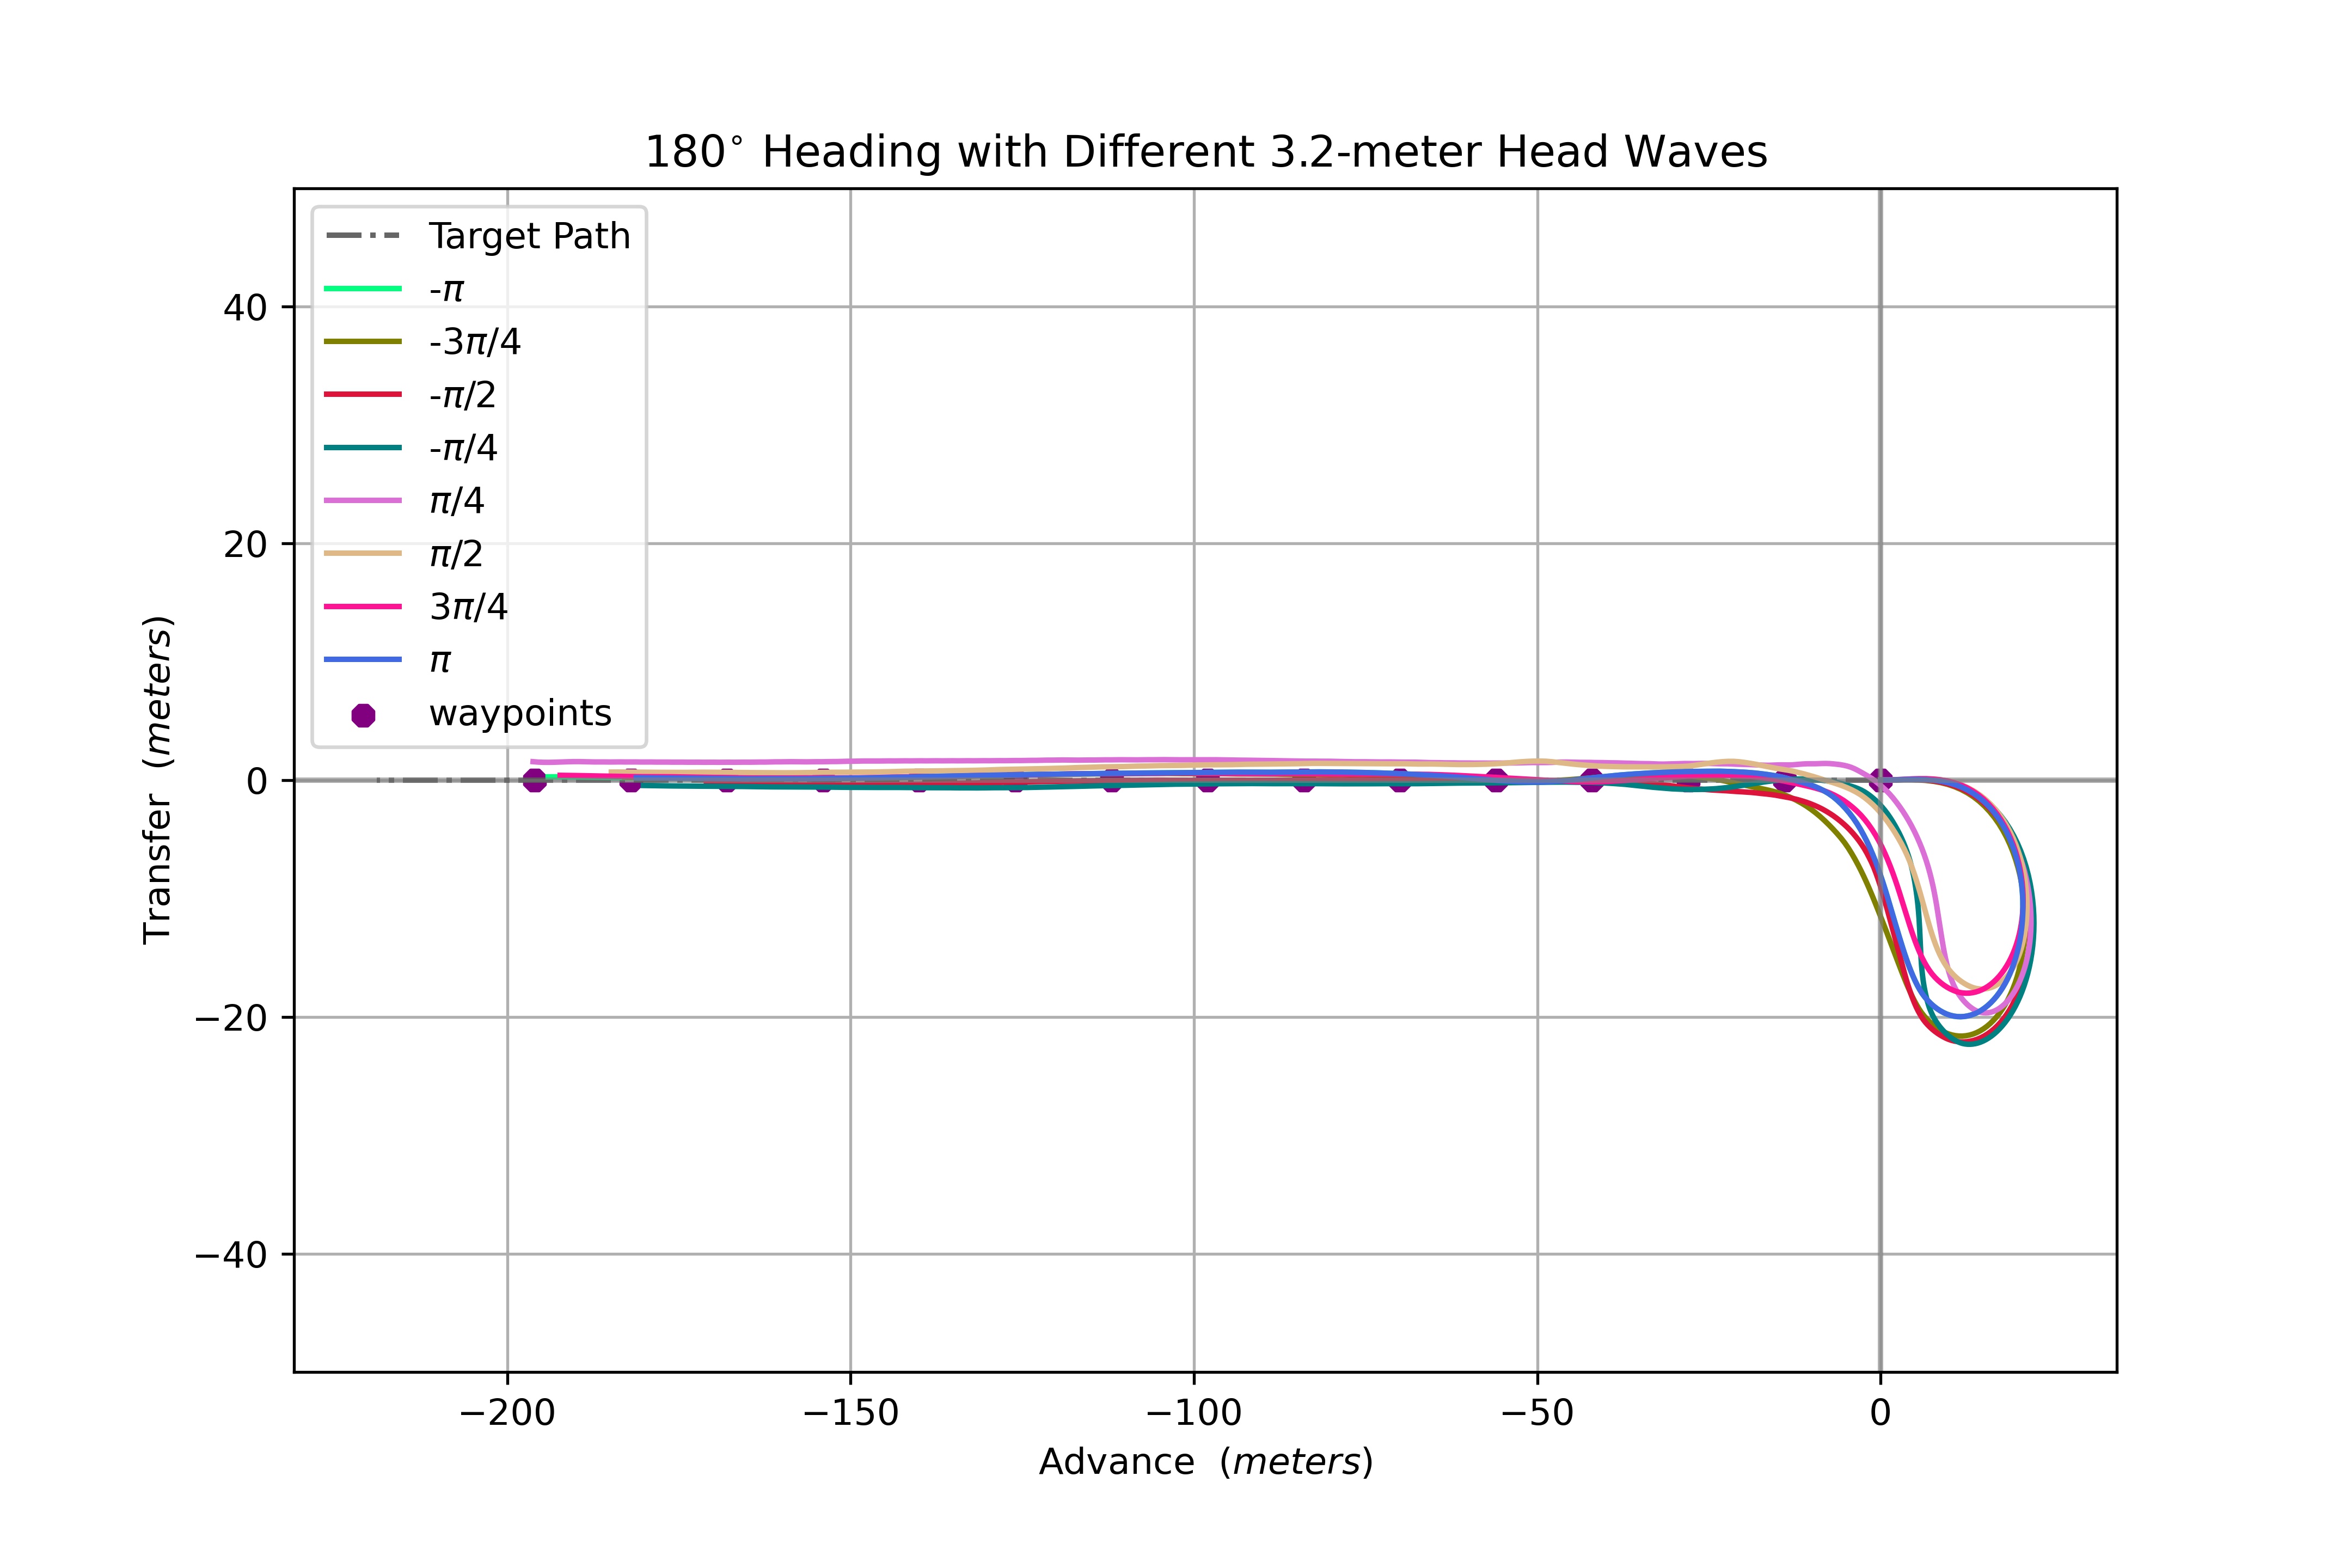 180° Heading with Different 3.2-meter Head Waves
Target Path
-π
-3π/4
-π/2
-π/4
π/4
π/2
3π/4
π
waypoints
40
20
0
−20
−40
Transfer (meters)
−200
−150
−100
−50
0
Advance (meters)